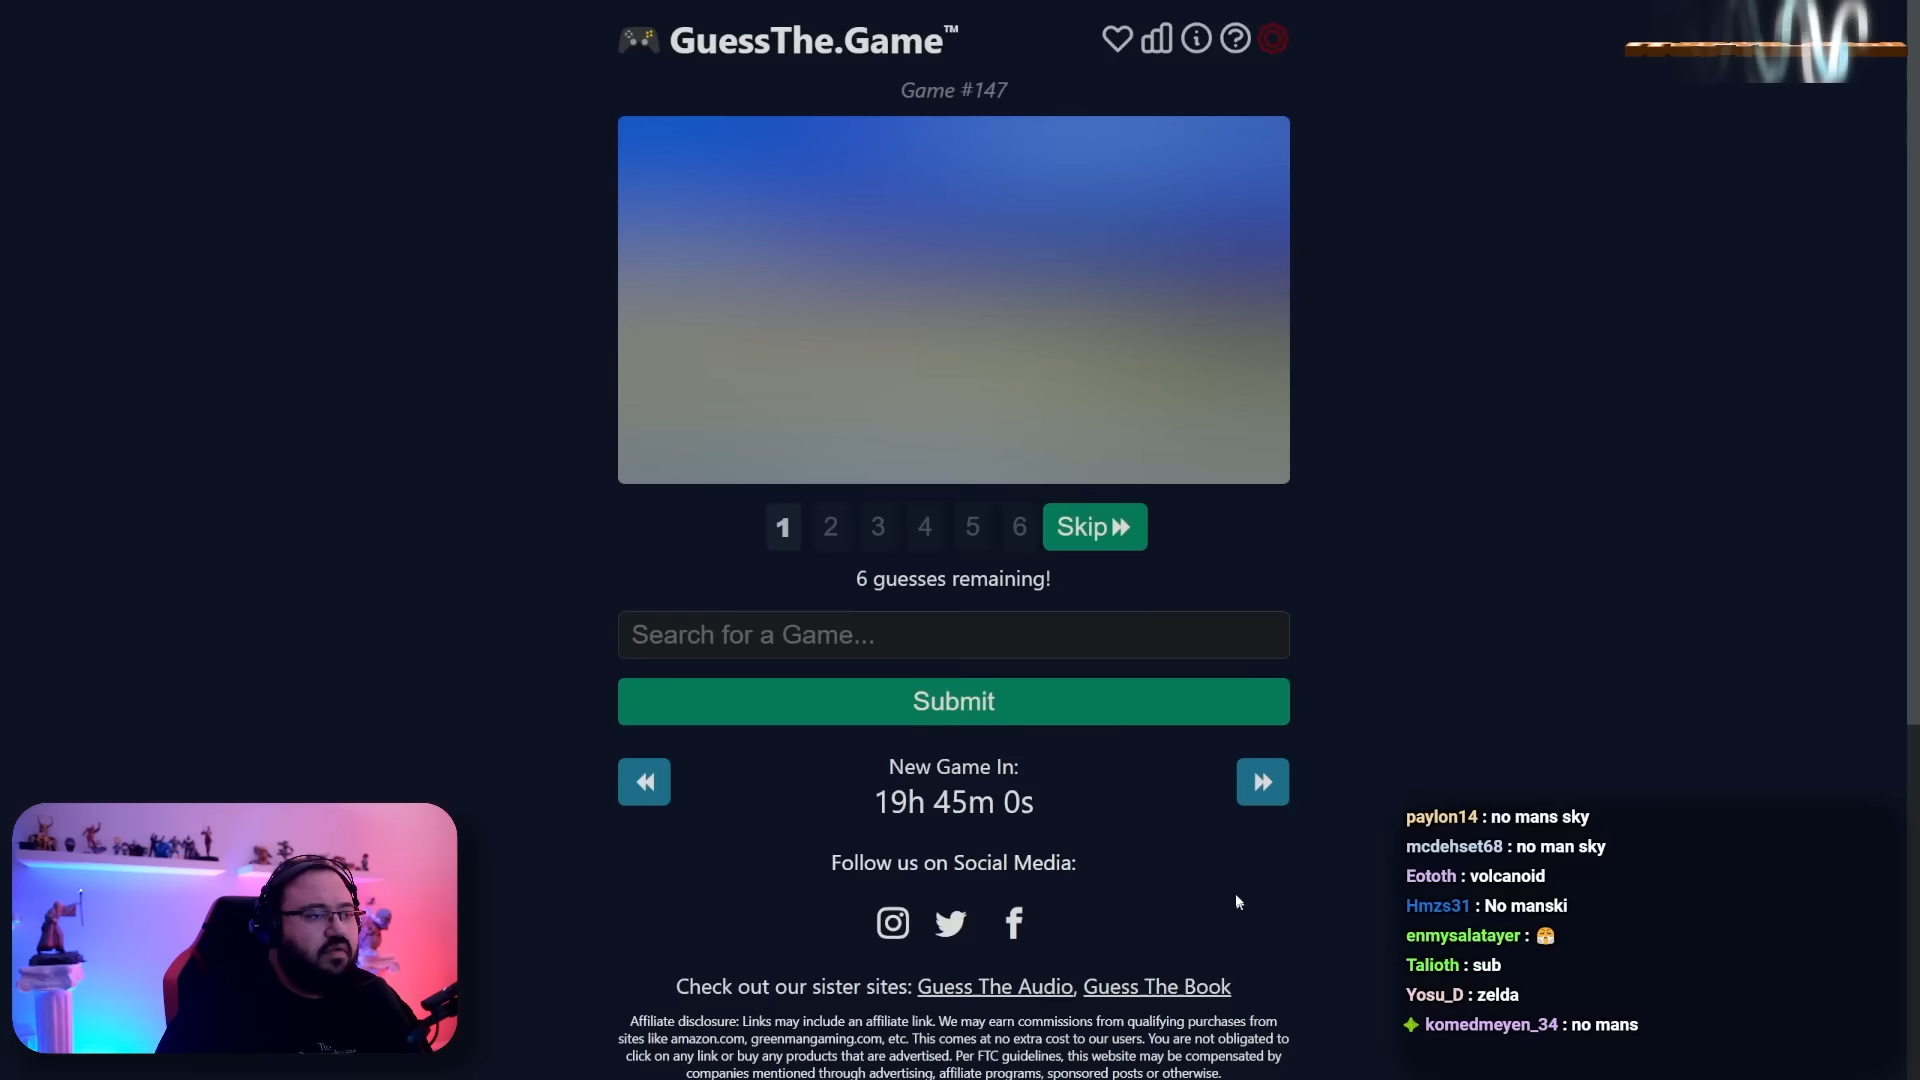 GuessThe.Game™
Game #147
1 2 3 4 5 6 Skip
6 guesses remaining!
Search for a Game...
Submit
New Game In:
19h 45m 0s
Follow us on Social Media:
Check out our sister sites: Guess The Audio, Guess The Book
Affiliate disclosure: Links may include an affiliate link. We may earn commissions from qualifying purchases from
sites like amazon.com, greenmangaming.com, etc. This comes at no extra cost to our users. You are not obligated to
click on any link or buy any products that are advertised. Per FTC guidelines, this website may be compensated by
companies mentioned through advertising, affiliate programs, sponsored posts or otherwise.
paylon14 : no mans sky
mcdehset68 : no man sky
Eototh : volcanoid
Hmzs31 : No manski
enmysalatayer :
Talioth : sub
Yosu_D : zelda
komedmeyen_34 : no mans